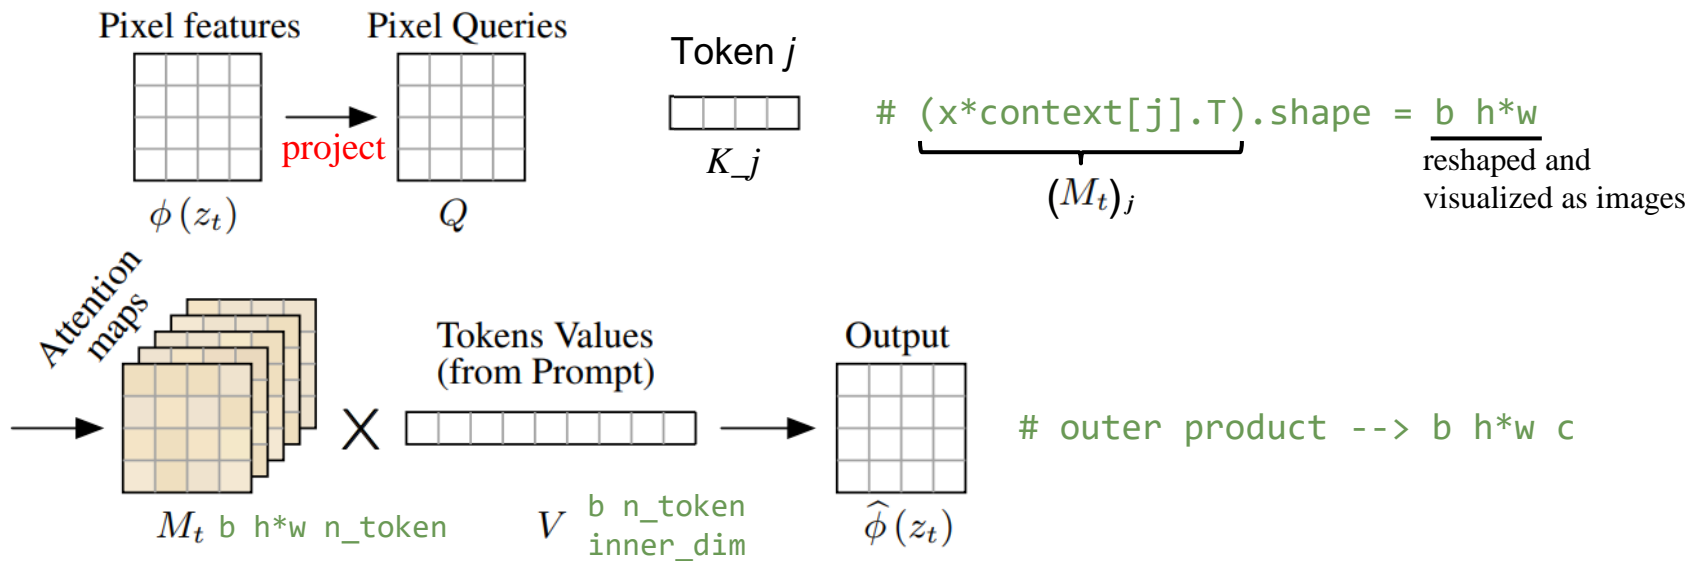 Pixel features
Pixel Queries
Token j
project
K_j
# (x*context[j].T).shape = b h*w
reshaped and
visualized as images
(M_t)_j
ϕ (z_t)
Q
Attention
maps
Tokens Values
(from Prompt)
Output
X
# outer product --> b h*w c
M_t b h*w n_token
V b n_token
inner_dim
ϕ̂ (z_t)